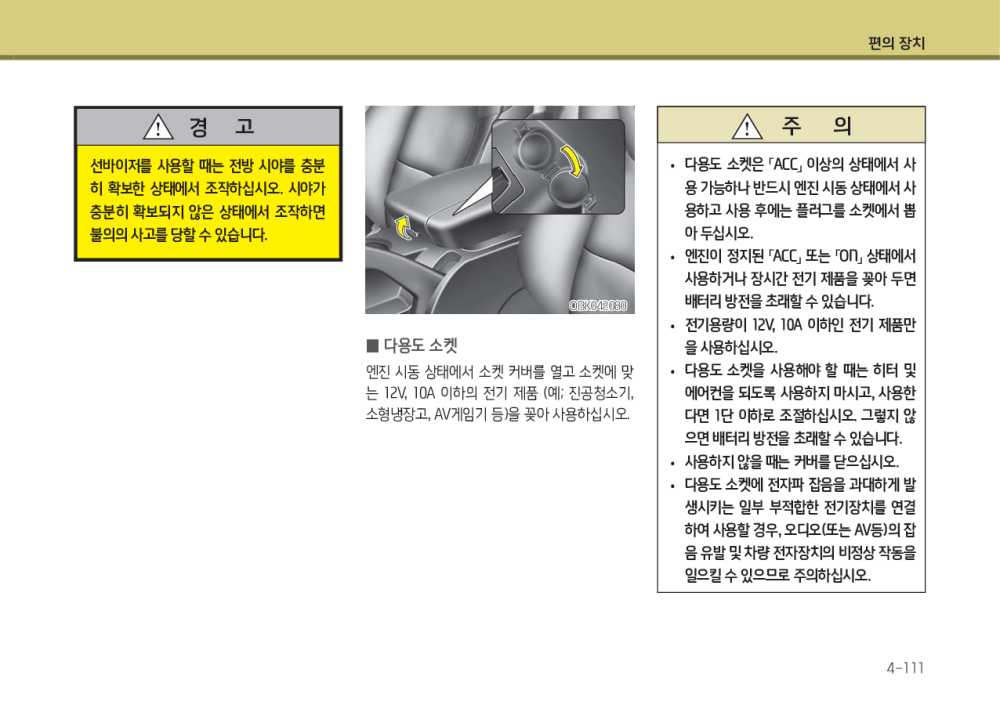 편의 장치
경 고
선바이저를 사용할 때는 전방 시야를 충분
히 확보한 상태에서 조작하십시오. 시야가
충분히 확보되지 않은 상태에서 조작하면
불의의 사고를 당할 수 있습니다.
OBK042080
■ 다용도 소켓
엔진 시동 상태에서 소켓 커버를 열고 소켓에 맞
는 12V, 10A 이하의 전기 제품 (예; 진공청소기,
소형냉장고, AV게임기 등)을 꽂아 사용하십시오.
주 의
• 다용도 소켓은 「ACC」 이상의 상태에서 사
용 가능하나 반드시 엔진 시동 상태에서 사
용하고 사용 후에는 플러그를 소켓에서 뽑
아 두십시오.
• 엔진이 정지된 「ACC」 또는 「ON」 상태에서
사용하거나 장시간 전기 제품을 꽂아 두면
배터리 방전을 초래할 수 있습니다.
• 전기용량이 12V, 10A 이하인 전기 제품만
을 사용하십시오.
• 다용도 소켓을 사용해야 할 때는 히터 및
에어컨을 되도록 사용하지 마시고, 사용한
다면 1단 이하로 조절하십시오. 그렇지 않
으면 배터리 방전을 초래할 수 있습니다.
• 사용하지 않을 때는 커버를 닫으십시오.
• 다용도 소켓에 전자파 잡음을 과대하게 발
생시키는 일부 부적합한 전기장치를 연결
하여 사용할 경우, 오디오(또는 AV등)의 잡
음 유발 및 차량 전자장치의 비정상 작동을
일으킬 수 있으므로 주의하십시오.
4-111